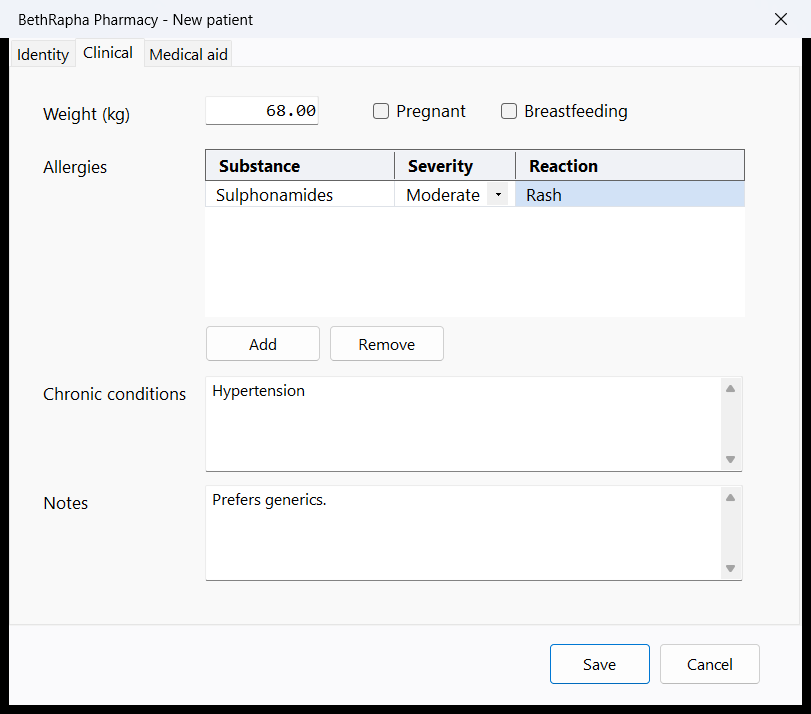 BethRapha Pharmacy - New patient
Identity Clinical Medical aid
Weight (kg) 68.00 Pregnant Breastfeeding
Allergies Substance Severity Reaction
Sulphonamides Moderate Rash
Add Remove
Chronic conditions Hypertension
Notes Prefers generics.
Save Cancel